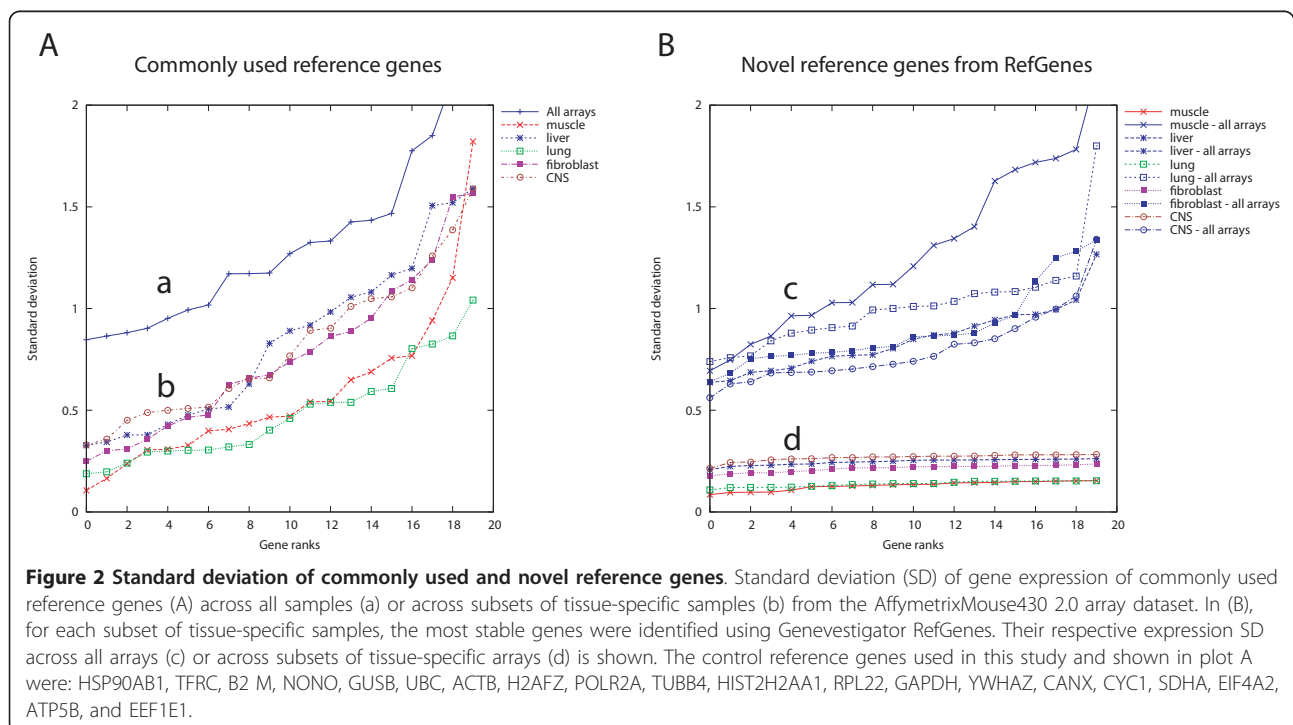 A
Commonly used reference genes
2
1.5
1
0.5
0
Standard deviation
a
b
0 2 4 6 8 10 12 14 16 18 20
Gene ranks
All arrays
muscle
liver
lung
fibroblast
CNS
B
Novel reference genes from RefGenes
2
1.5
1
0.5
0
Standard deviation
c
d
0 2 4 6 8 10 12 14 16 18 20
Gene ranks
muscle
muscle - all arrays
liver
liver - all arrays
lung
lung - all arrays
fibroblast
fibroblast - all arrays
CNS
CNS - all arrays
Figure 2 Standard deviation of commonly used and novel reference genes. Standard deviation (SD) of gene expression of commonly used
reference genes (A) across all samples (a) or across subsets of tissue-specific samples (b) from the AffymetrixMouse430 2.0 array dataset. In (B),
for each subset of tissue-specific samples, the most stable genes were identified using Genevestigator RefGenes. Their respective expression SD
across all arrays (c) or across subsets of tissue-specific arrays (d) is shown. The control reference genes used in this study and shown in plot A
were: HSP90AB1, TFRC, B2 M, NONO, GUSB, UBC, ACTB, H2AFZ, POLR2A, TUBB4, HIST2H2AA1, RPL22, GAPDH, YWHAZ, CANX, CYC1, SDHA, EIF4A2,
ATP5B, and EEF1E1.